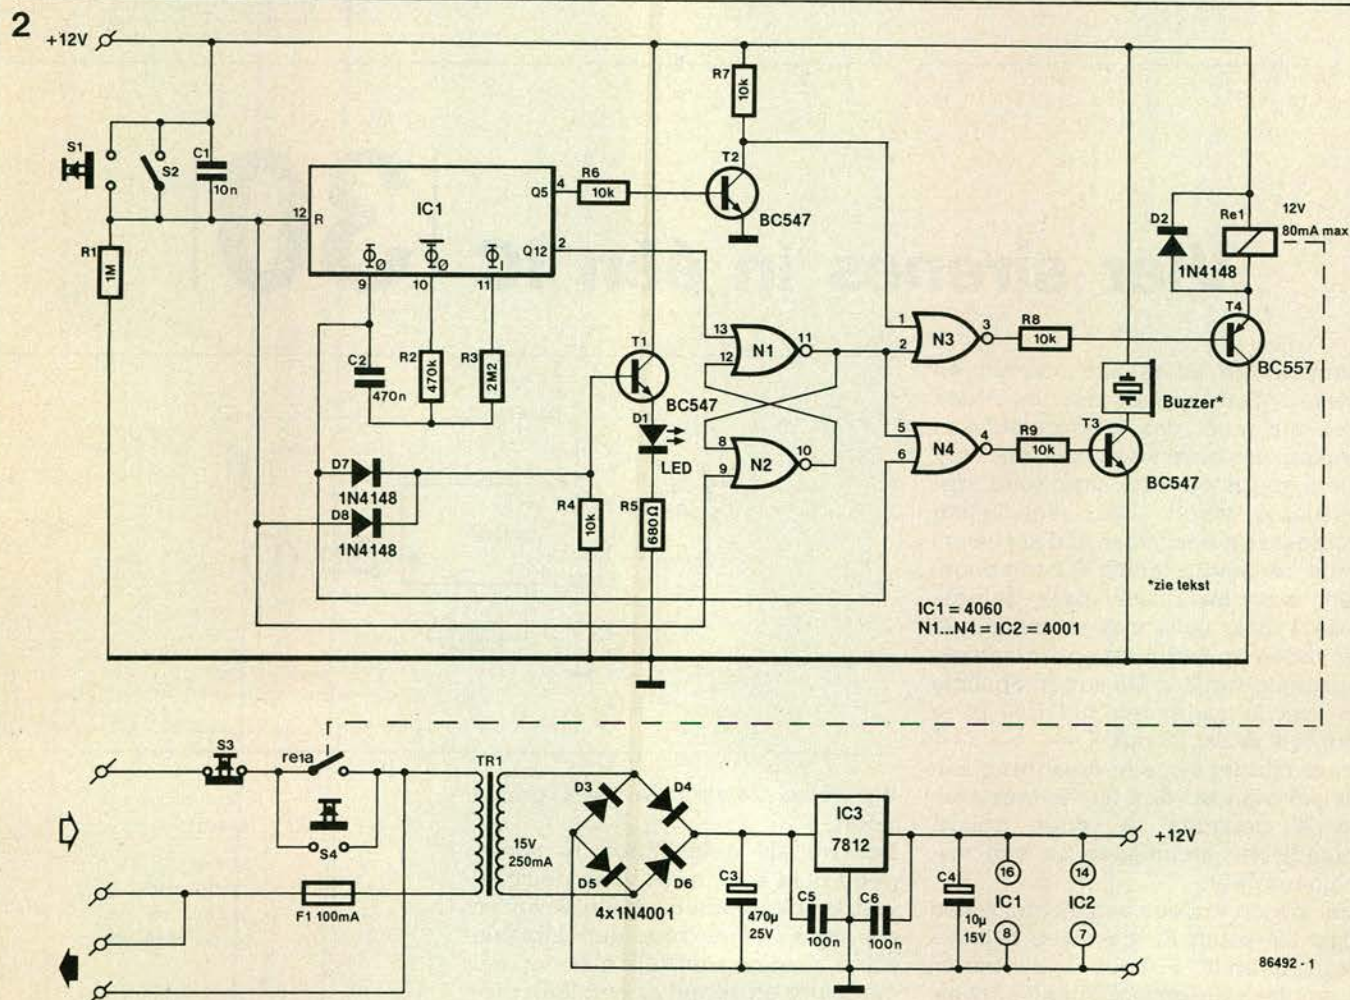 2
+12V
S1
S2
C1
10n
R1
1M
12
R
IC1
Q5
4
Q12
2
Φ0
Φ0
Φ1
9
10
11
R6
10k
R7
10k
T2
BC547
C2
470n
R2
470k
R3
2M2
T1
BC547
D1
LED
D7
1N4148
D8
1N4148
R4
10k
R5
680Ω
13
12
N1
11
8
9
N2
10
1
2
N3
3
R8
10k
5
6
N4
4
R9
10k
D2
1N4148
Re1
12V
80mA max
T4
BC557
Buzzer*
T3
BC547
*zie tekst
IC1 = 4060
N1...N4 = IC2 = 4001
S3
re1a
S4
F1 100mA
TR1
15V
250mA
D3
D4
D5
D6
4x1N4001
C3
470µ
25V
C5
100n
IC3
7812
C6
100n
C4
10µ
15V
16
IC1
8
14
IC2
7
+12V
86492 - 1